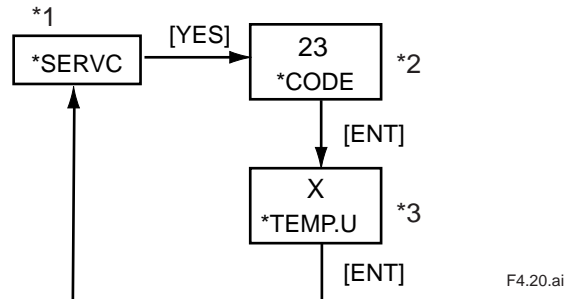 *1
[YES]
*SERVC
23
*CODE
*2
[ENT]
X
*TEMP.U
*3
[ENT]
F4.20.ai